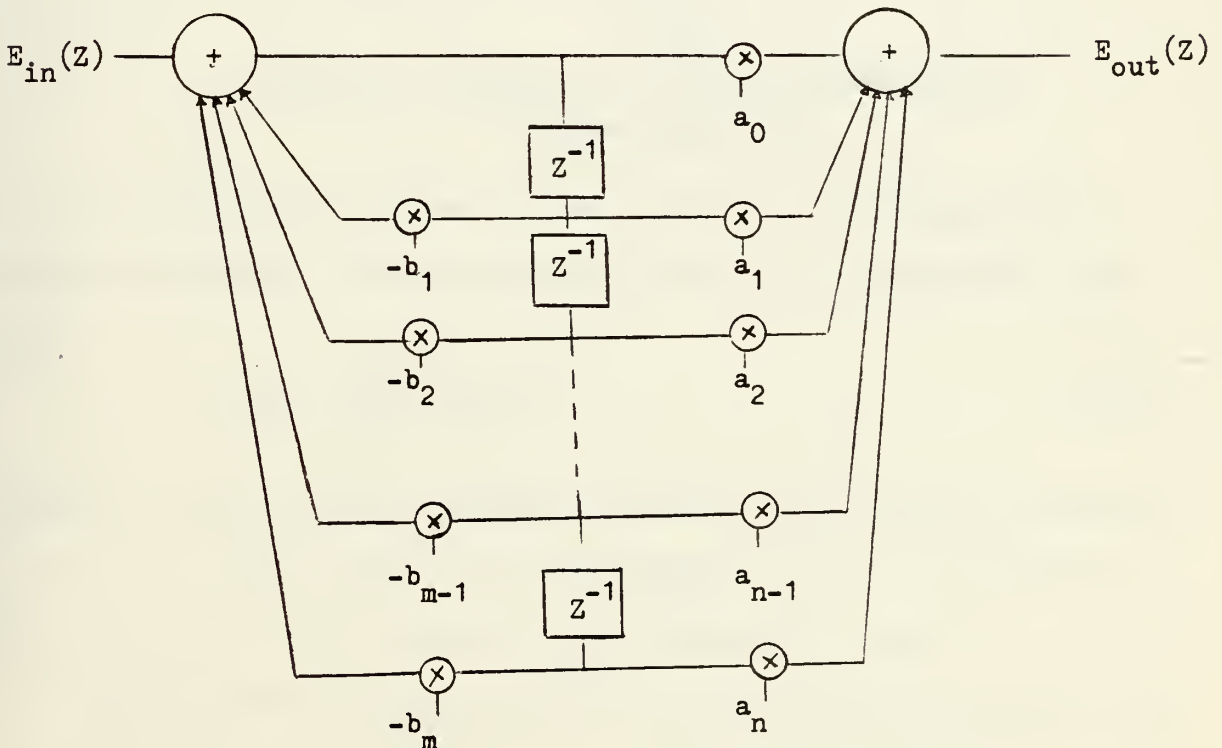 E_in(Z) + × + E_out(Z)
a_0
Z^-1
× ×
-b_1 Z^-1 a_1
× ×
-b_2 a_2
× ×
-b_m-1 Z^-1 a_n-1
× ×
-b_m a_n